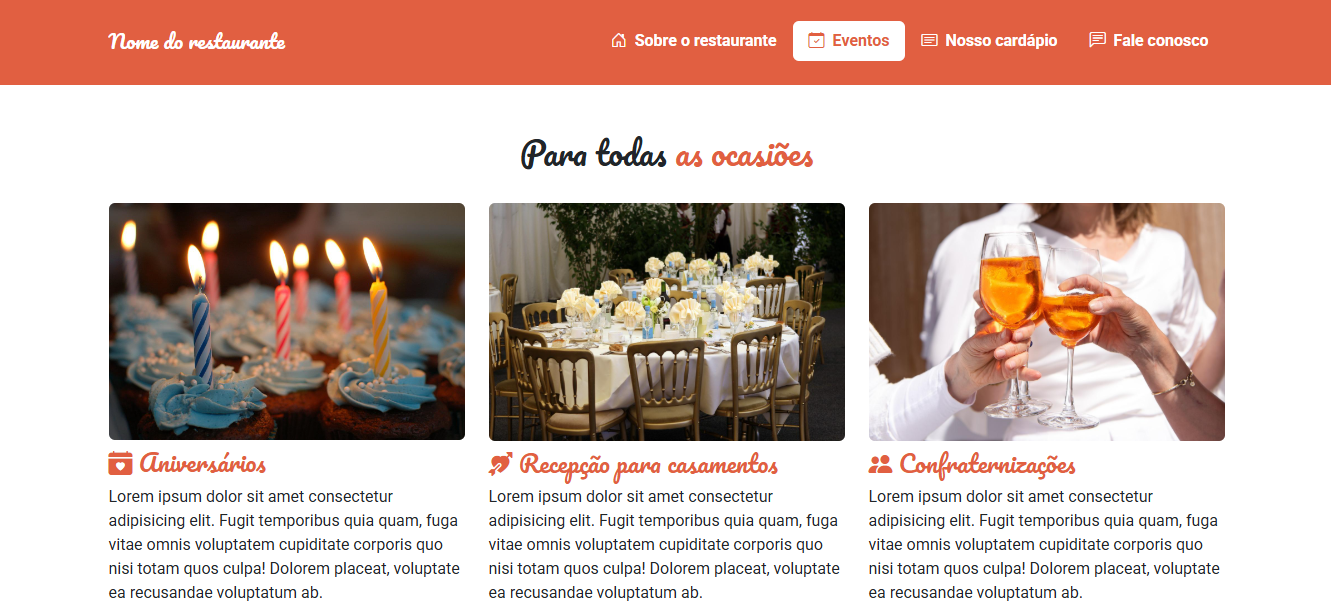 Nome do restaurante
Sobre o restaurante
Eventos
Nosso cardápio
Fale conosco
Para todas as ocasiões
Aniversários
Lorem ipsum dolor sit amet consectetur
adipisicing elit. Fugit temporibus quia quam, fuga
vitae omnis voluptatem cupiditate corporis quo
nisi totam quos culpa! Dolorem placeat, voluptate
ea recusandae voluptatum ab.
Recepção para casamentos
Lorem ipsum dolor sit amet consectetur
adipisicing elit. Fugit temporibus quia quam, fuga
vitae omnis voluptatem cupiditate corporis quo
nisi totam quos culpa! Dolorem placeat, voluptate
ea recusandae voluptatum ab.
Confraternizações
Lorem ipsum dolor sit amet consectetur
adipisicing elit. Fugit temporibus quia quam, fuga
vitae omnis voluptatem cupiditate corporis quo
nisi totam quos culpa! Dolorem placeat, voluptate
ea recusandae voluptatum ab.